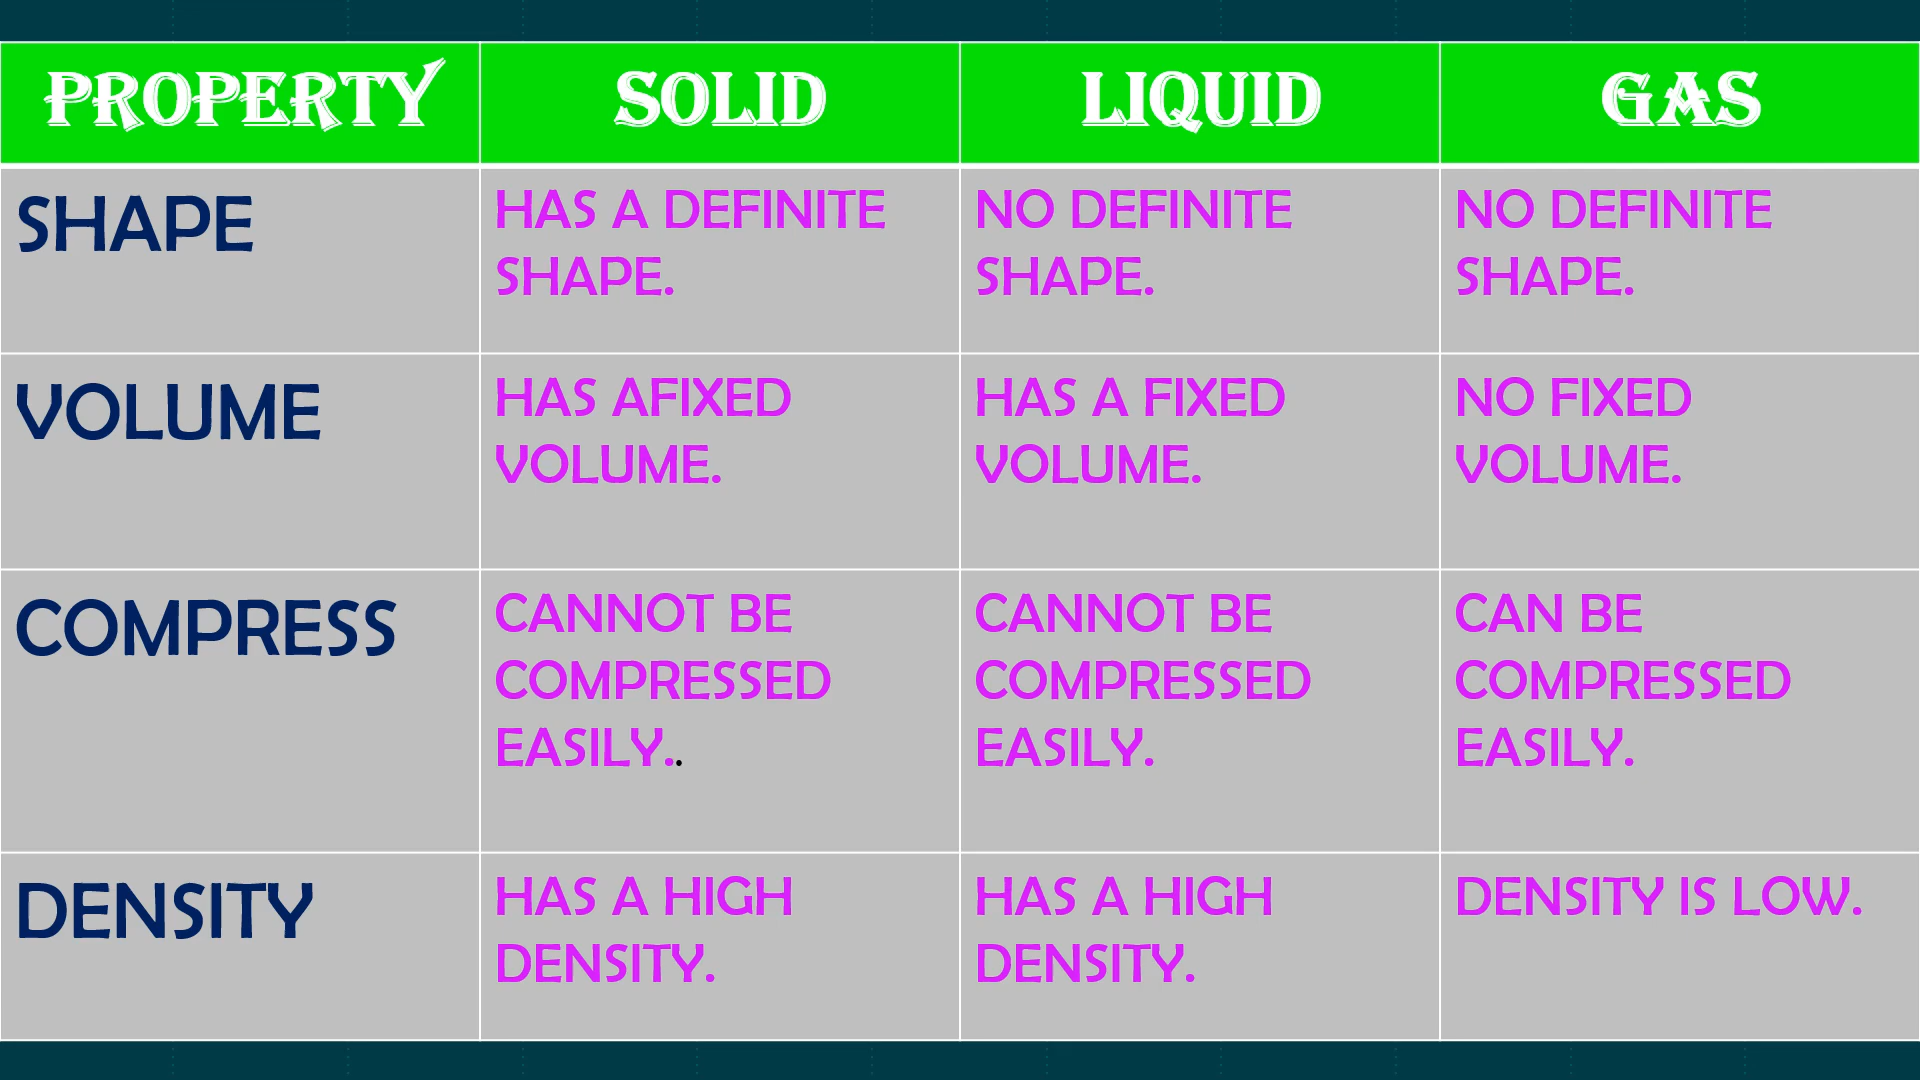 PROPERTY SOLID LIQUID GAS
SHAPE
HAS A DEFINITE
SHAPE.
NO DEFINITE
SHAPE.
NO DEFINITE
SHAPE.
VOLUME
HAS AFIXED
VOLUME.
HAS A FIXED
VOLUME.
NO FIXED
VOLUME.
COMPRESS
CANNOT BE
COMPRESSED
EASILY..
CANNOT BE
COMPRESSED
EASILY.
CAN BE
COMPRESSED
EASILY.
DENSITY
HAS A HIGH
DENSITY.
HAS A HIGH
DENSITY.
DENSITY IS LOW.